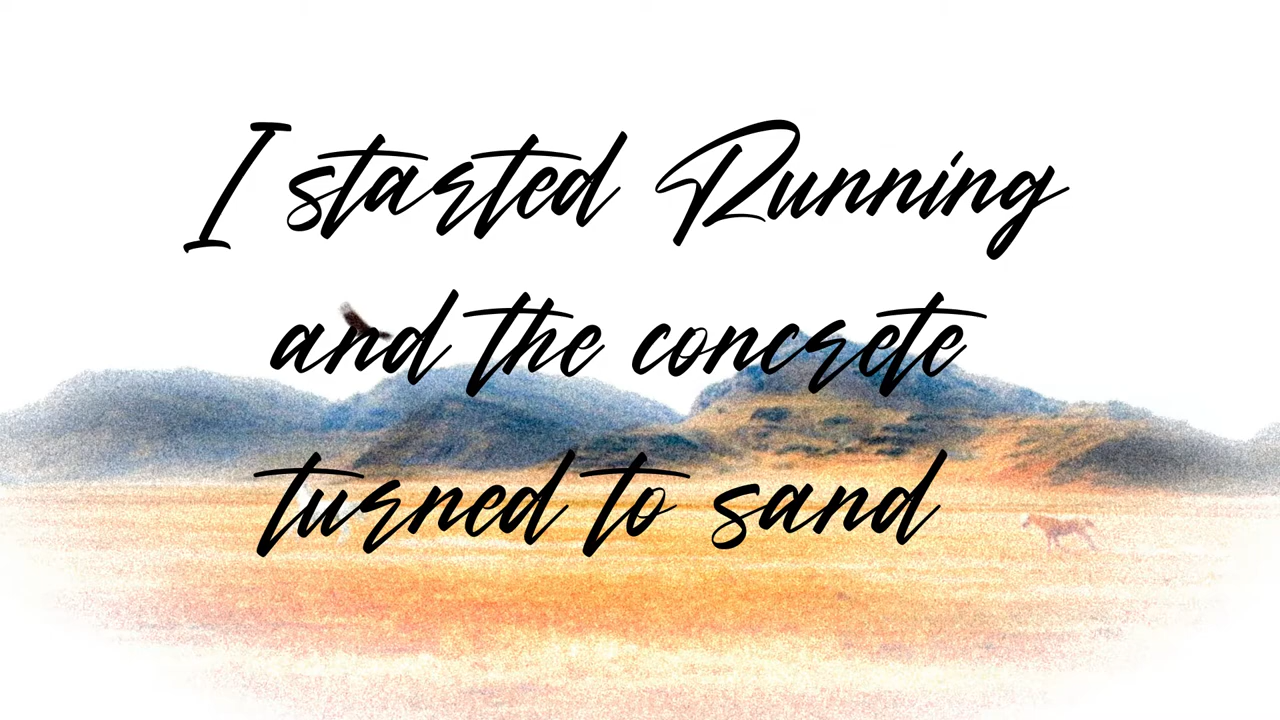 I started Running
and the concrete
turned to sand